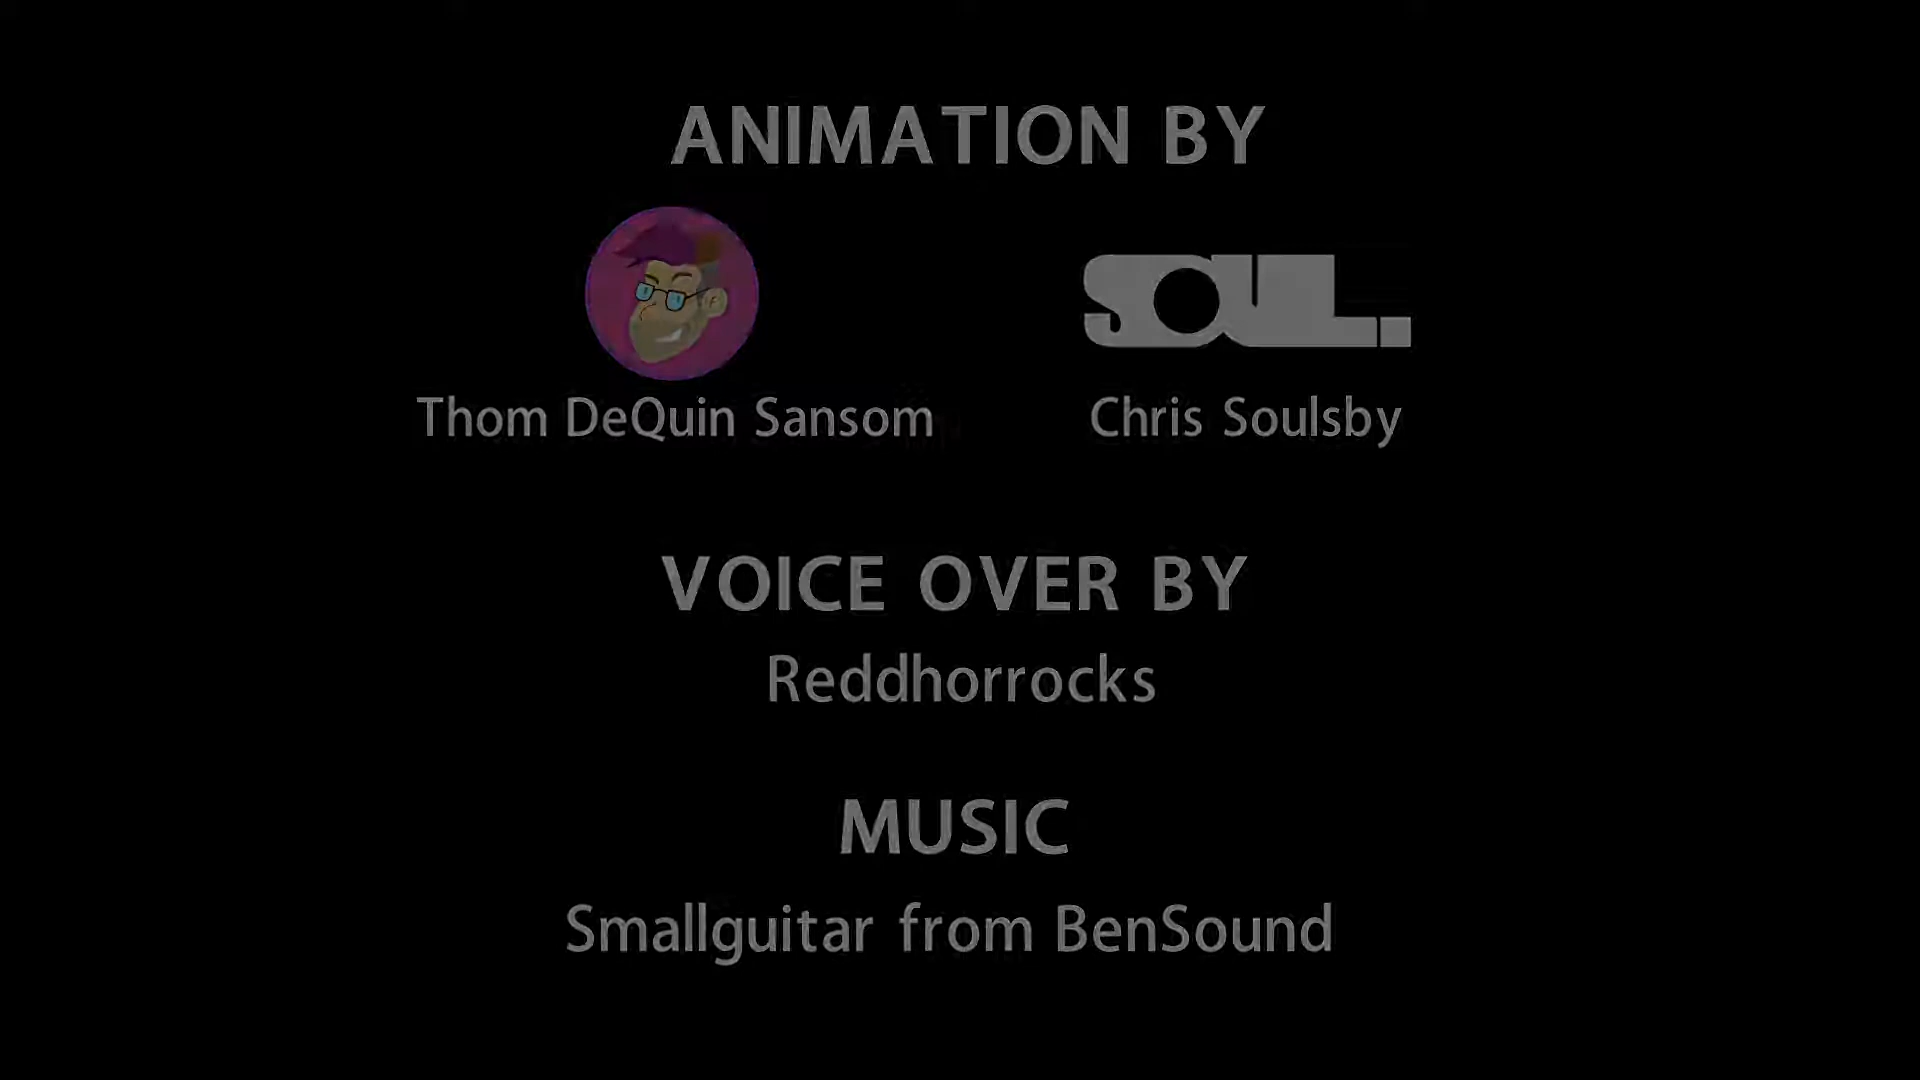 ANIMATION BY
SOUL.
Thom DeQuin Sansom
Chris Soulsby
VOICE OVER BY
Reddhorrocks
MUSIC
Smallguitar from BenSound